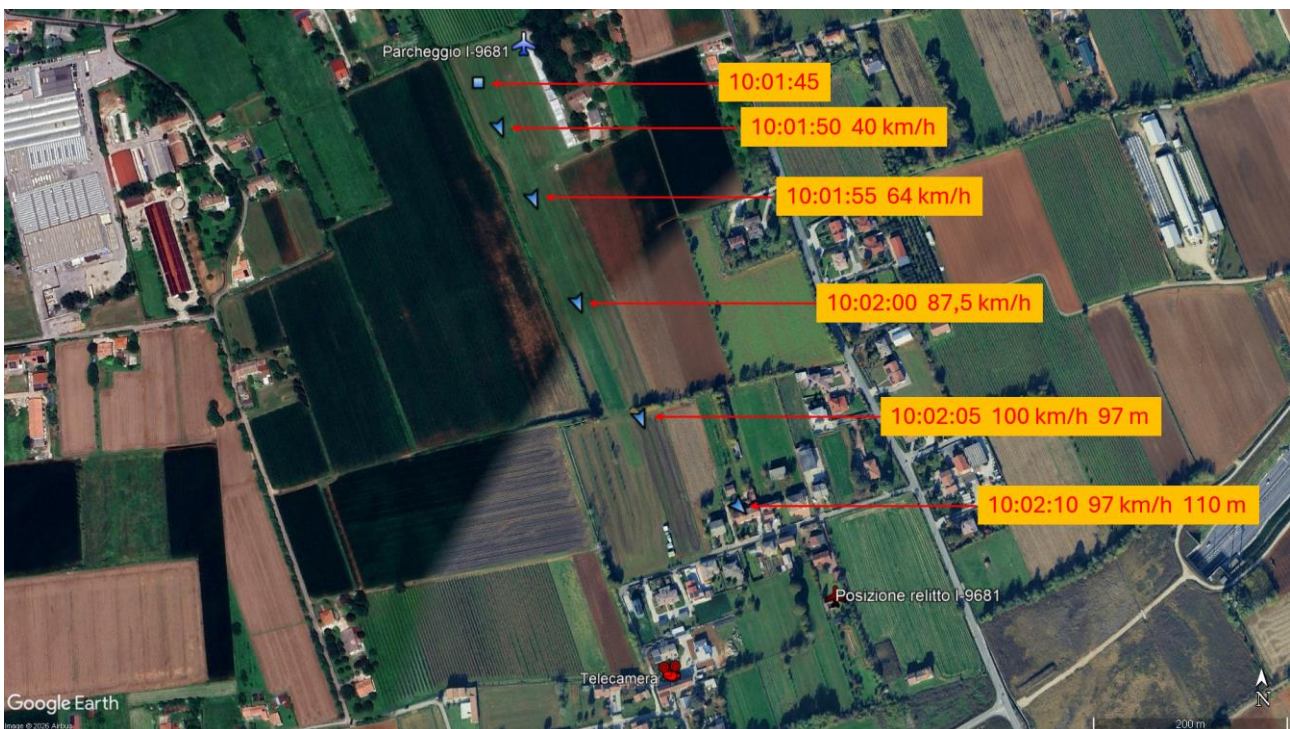 Parcheggio I-9681
10:01:45
10:01:50 40 km/h
10:01:55 64 km/h
10:02:00 87,5 km/h
10:02:05 100 km/h 97 m
10:02:10 97 km/h 110 m
Posizione relitto I-9681
Telecamera
Google Earth
Image © 2026 Airbus
N
200 m